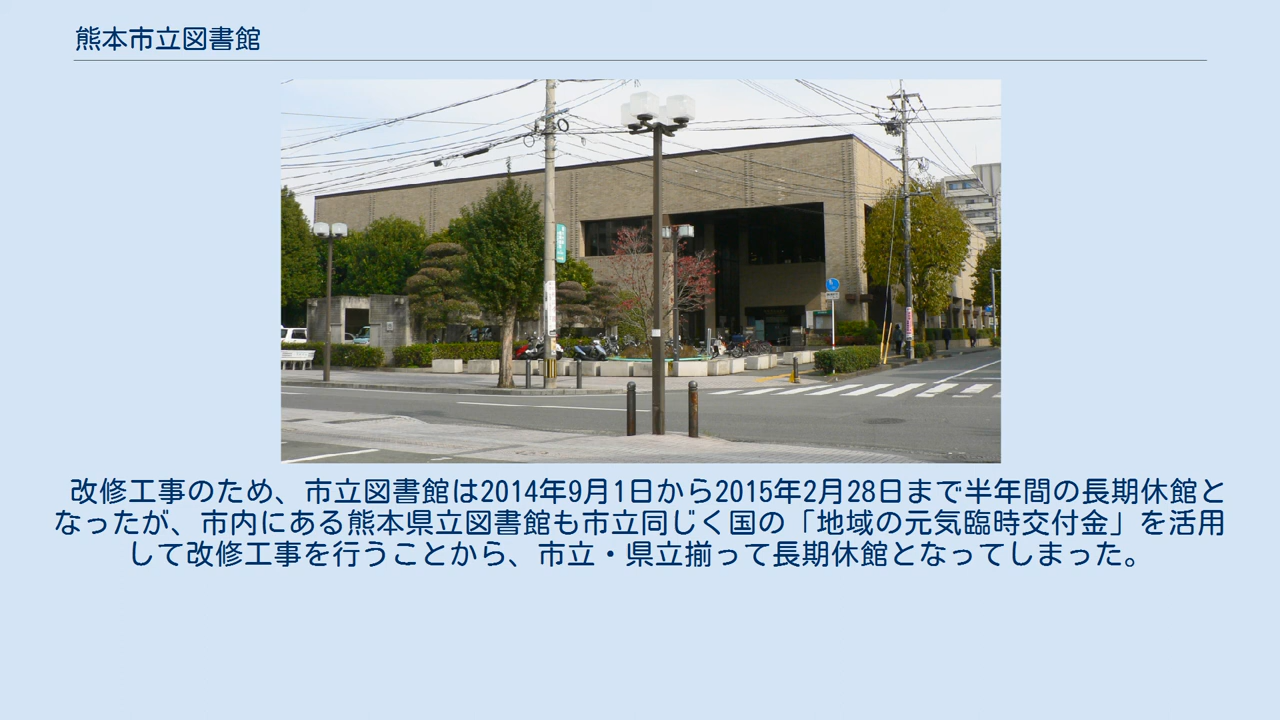 熊本市立図書館
改修工事のため、市立図書館は2014年9月1日から2015年2月28日まで半年間の長期休館と
なったが、市内にある熊本県立図書館も市立同じく国の「地域の元気臨時交付金」を活用
して改修工事を行うことから、市立・県立揃って長期休館となってしまった。